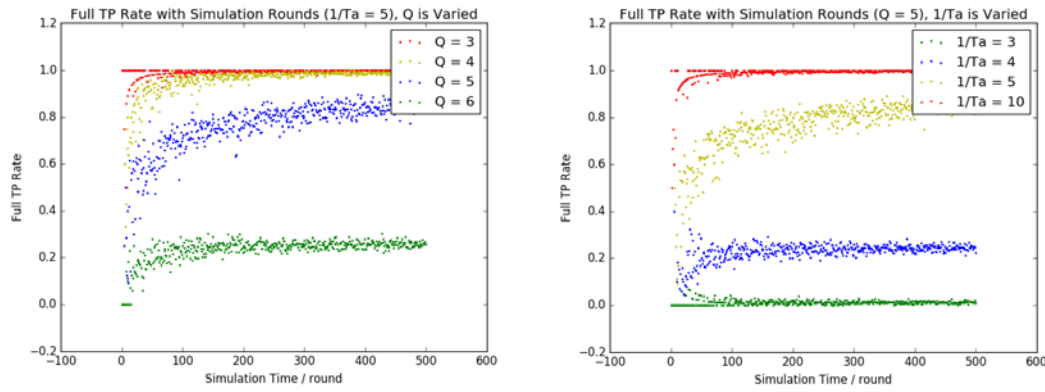 Full TP Rate with Simulation Rounds (1/Ta = 5), Q is Varied
1.2
1.0
0.8
0.6
0.4
0.2
0.0
−0.2
Full TP Rate
Q = 3
Q = 4
Q = 5
Q = 6
−100
0
100
200
300
400
500
600
Simulation Time / round
Full TP Rate with Simulation Rounds (Q = 5), 1/Ta is Varied
1.2
1.0
0.8
0.6
0.4
0.2
0.0
−0.2
Full TP Rate
1/Ta = 3
1/Ta = 4
1/Ta = 5
1/Ta = 10
−100
0
100
200
300
400
500
600
Simulation Time / round